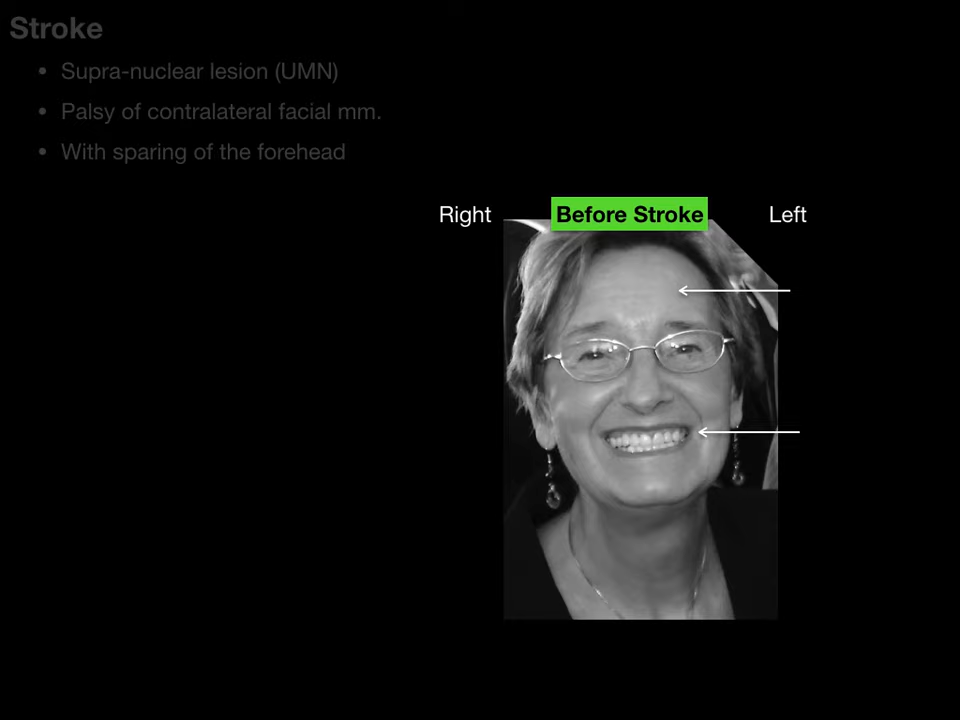 Stroke
• Supra-nuclear lesion (UMN)
• Palsy of contralateral facial mm.
• With sparing of the forehead
Right Before Stroke Left